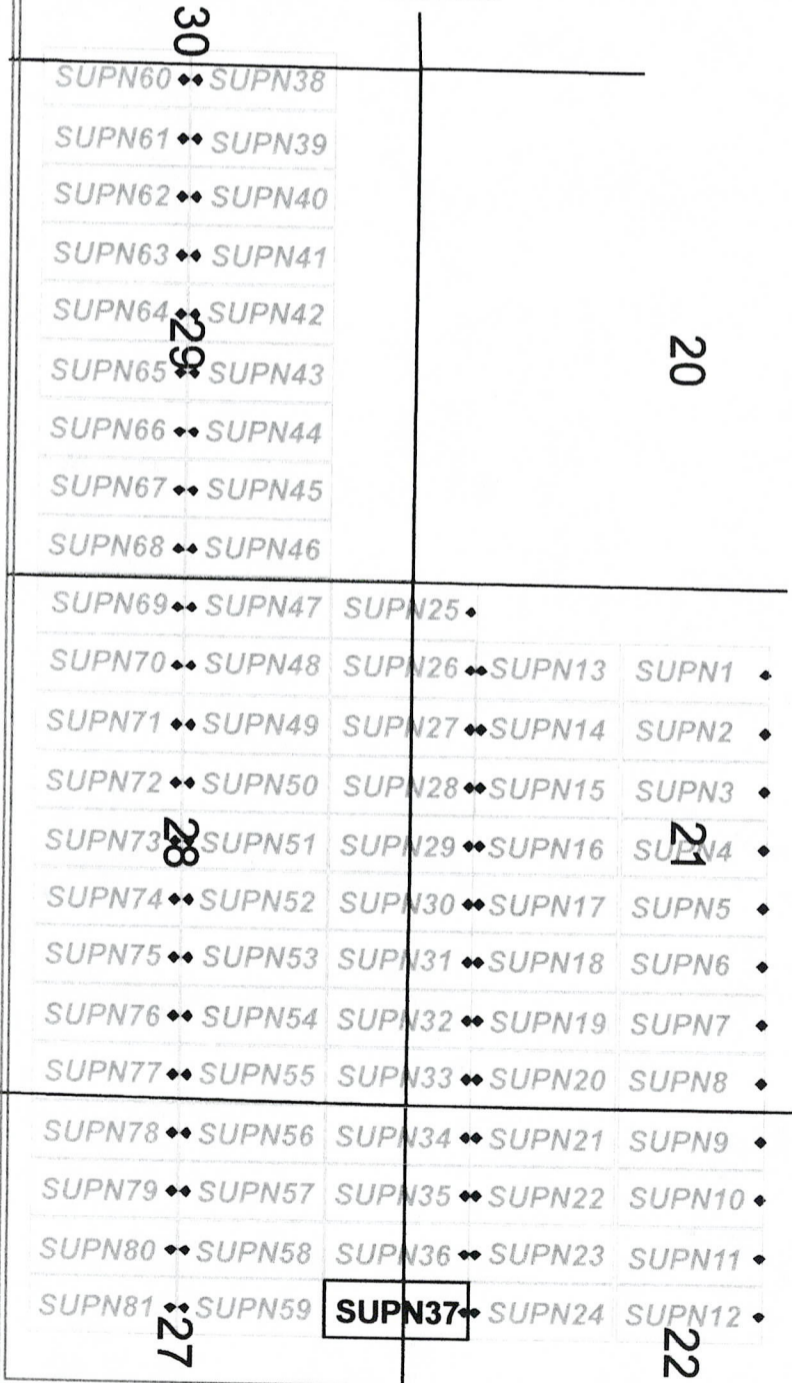 30
SUPN60 SUPN38
SUPN61 SUPN39
SUPN62 SUPN40
SUPN63 SUPN41
SUPN64 SUPN42
29
20
SUPN65 SUPN43
SUPN66 SUPN44
SUPN67 SUPN45
SUPN68 SUPN46
SUPN69 SUPN47 SUPN25
SUPN70 SUPN48 SUPN26 SUPN13 SUPN1
SUPN71 SUPN49 SUPN27 SUPN14 SUPN2
SUPN72 SUPN50 SUPN28 SUPN15 SUPN3
SUPN73 SUPN51 SUPN29 SUPN16 SUPN4
28
21
SUPN74 SUPN52 SUPN30 SUPN17 SUPN5
SUPN75 SUPN53 SUPN31 SUPN18 SUPN6
SUPN76 SUPN54 SUPN32 SUPN19 SUPN7
SUPN77 SUPN55 SUPN33 SUPN20 SUPN8
SUPN78 SUPN56 SUPN34 SUPN21 SUPN9
SUPN79 SUPN57 SUPN35 SUPN22 SUPN10
SUPN80 SUPN58 SUPN36 SUPN23 SUPN11
SUPN81 SUPN59 SUPN37 SUPN24 SUPN12
27
22